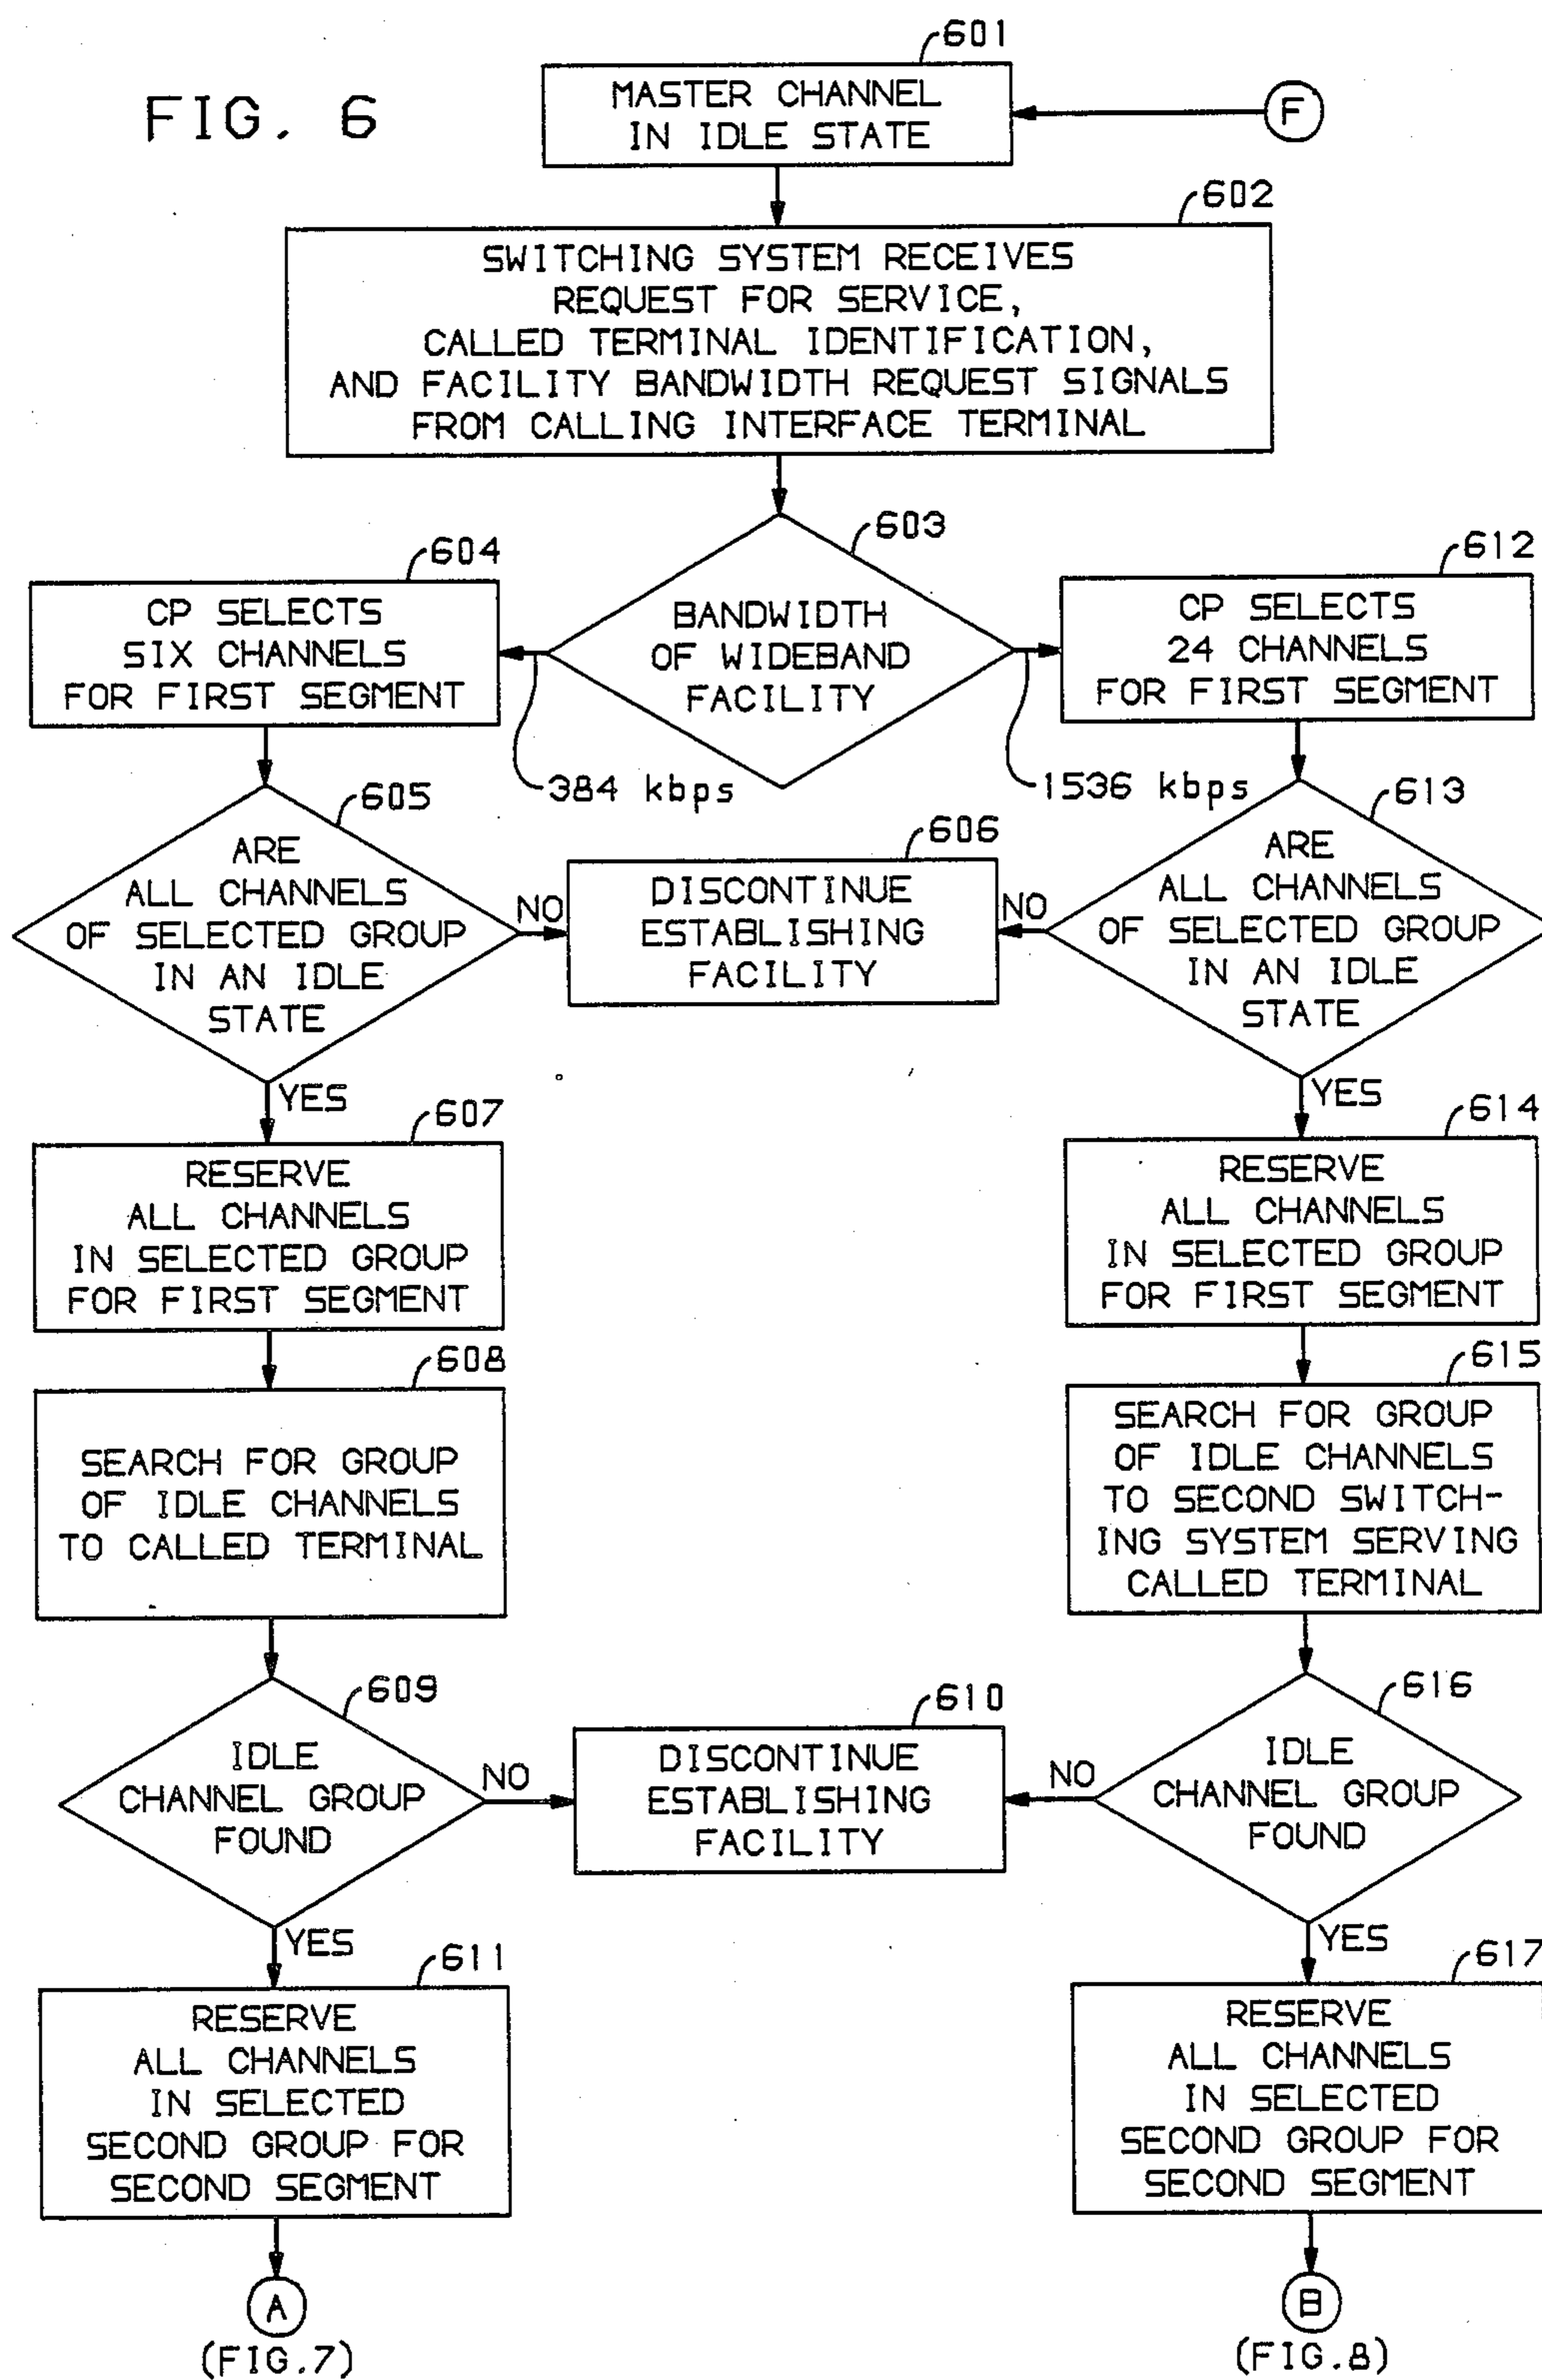 FIG. 6
601
MASTER CHANNEL
IN IDLE STATE
F
602
SWITCHING SYSTEM RECEIVES
REQUEST FOR SERVICE,
CALLED TERMINAL IDENTIFICATION,
AND FACILITY BANDWIDTH REQUEST SIGNALS
FROM CALLING INTERFACE TERMINAL
603
BANDWIDTH
OF WIDEBAND
FACILITY
384 kbps
1536 kbps
604
CP SELECTS
SIX CHANNELS
FOR FIRST SEGMENT
612
CP SELECTS
24 CHANNELS
FOR FIRST SEGMENT
605
ARE
ALL CHANNELS
OF SELECTED GROUP
IN AN IDLE
STATE
NO
606
DISCONTINUE
ESTABLISHING
FACILITY
NO
613
ARE
ALL CHANNELS
OF SELECTED GROUP
IN AN IDLE
STATE
YES
YES
607
RESERVE
ALL CHANNELS
IN SELECTED GROUP
FOR FIRST SEGMENT
614
RESERVE
ALL CHANNELS
IN SELECTED GROUP
FOR FIRST SEGMENT
608
SEARCH FOR GROUP
OF IDLE CHANNELS
TO CALLED TERMINAL
615
SEARCH FOR GROUP
OF IDLE CHANNELS
TO SECOND SWITCH-
ING SYSTEM SERVING
CALLED TERMINAL
609
IDLE
CHANNEL GROUP
FOUND
NO
610
DISCONTINUE
ESTABLISHING
FACILITY
NO
616
IDLE
CHANNEL GROUP
FOUND
YES
YES
611
RESERVE
ALL CHANNELS
IN SELECTED
SECOND GROUP FOR
SECOND SEGMENT
617
RESERVE
ALL CHANNELS
IN SELECTED
SECOND GROUP FOR
SECOND SEGMENT
A
(FIG.7)
B
(FIG.8)